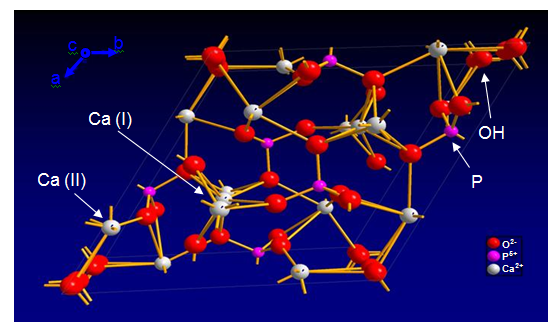 c
b
a
Ca (I)
Ca (II)
OH
P
O2-
P5+
Ca2+